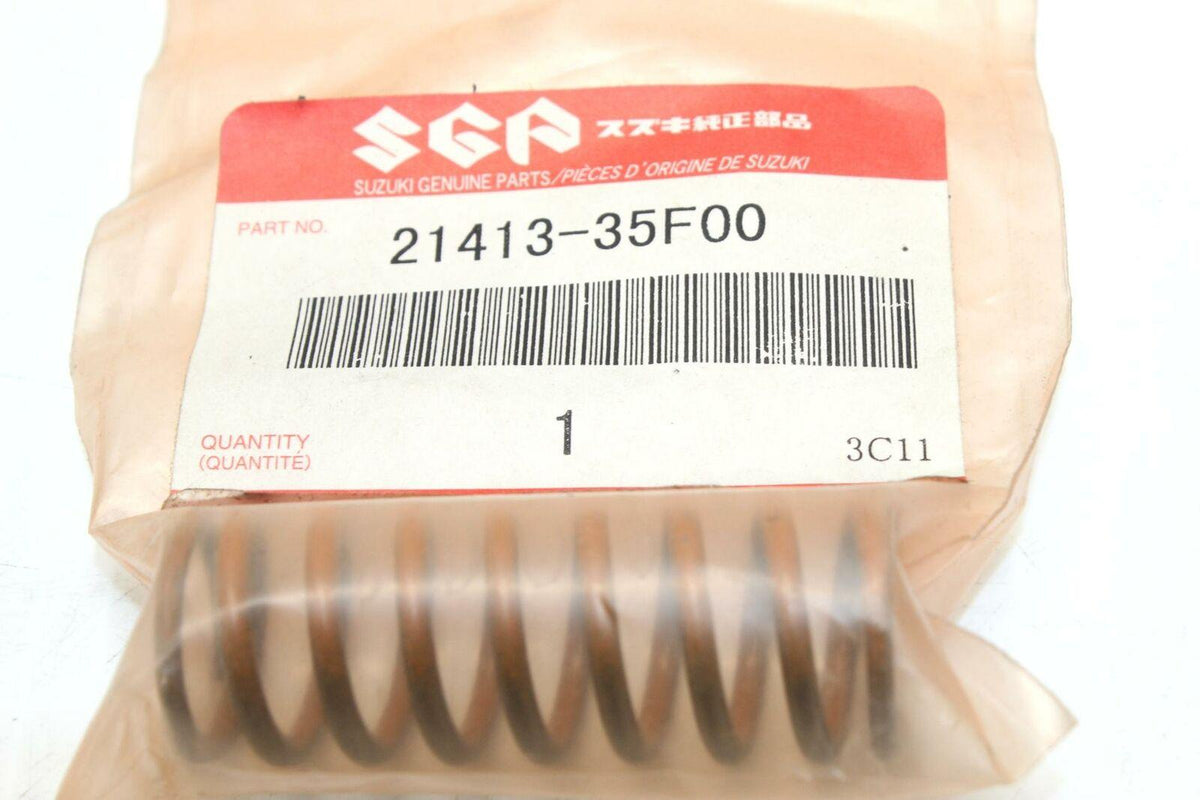 SGP スズキ純正部品
SUZUKI GENUINE PARTS/PIÈCES D'ORIGINE DE SUZUKI
PART NO. 21413-35F00
QUANTITY 1
(QUANTITÉ) 3C11